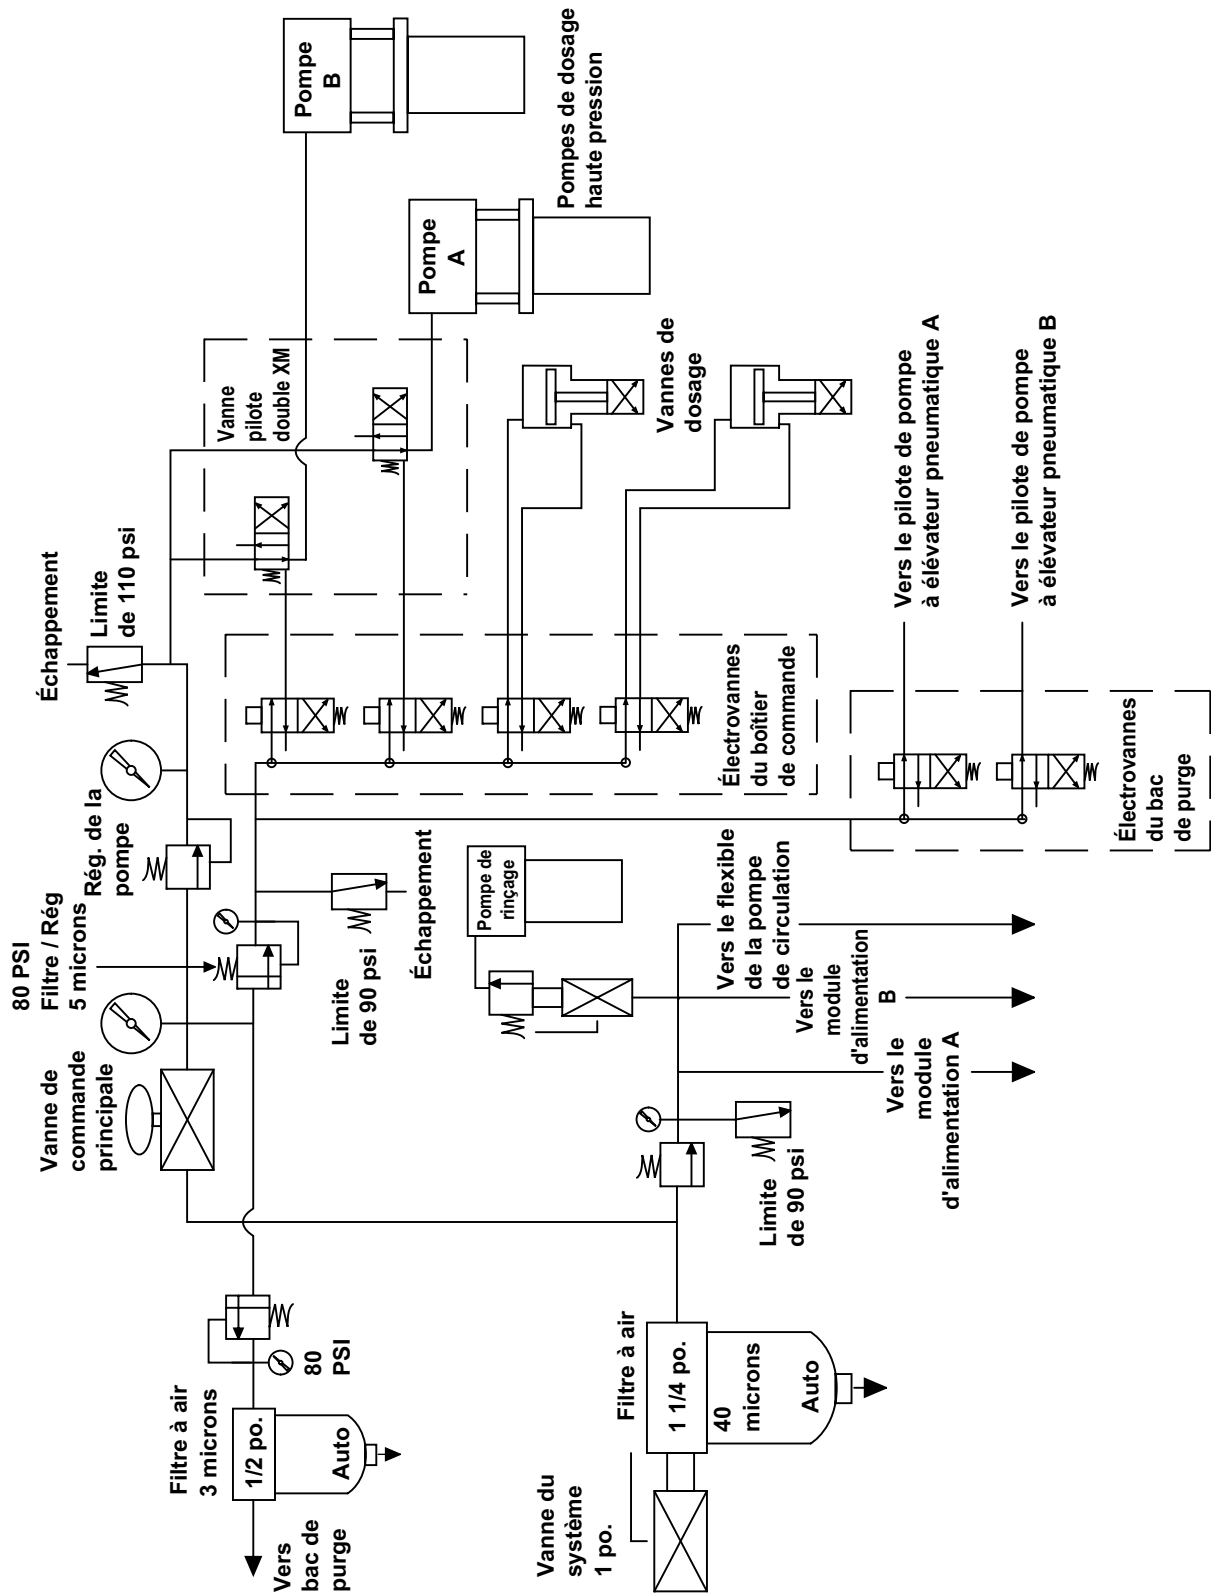 Pompe
B
Pompes de dosage
haute pression
Pompe
A
Vanne
pilote
double XM
Vannes de
dosage
Vers le pilote de pompe
à élévateur pneumatique A
Vers le pilote de pompe
à élévateur pneumatique B
Échappement
Limite
de 110 psi
Électrovannes
du boîtier
de commande
Électrovannes
du bac
de purge
Rég. de la
pompe
80 PSI
Filtre / Rég
5 microns
Échappement
Limite
de 90 psi
Pompe de
rinçage
Vers le flexible
de la pompe
de circulation
Vers le
module
d'alimentation
B
Vers le
module
d'alimentation A
Vanne de
commande
principale
Limite
de 90 psi
80
PSI
Filtre à air
3 microns
1/2 po.
Auto
Vers
bac de
purge
Filtre à air
1 1/4 po.
40
microns
Auto
Vanne du
système
1 po.